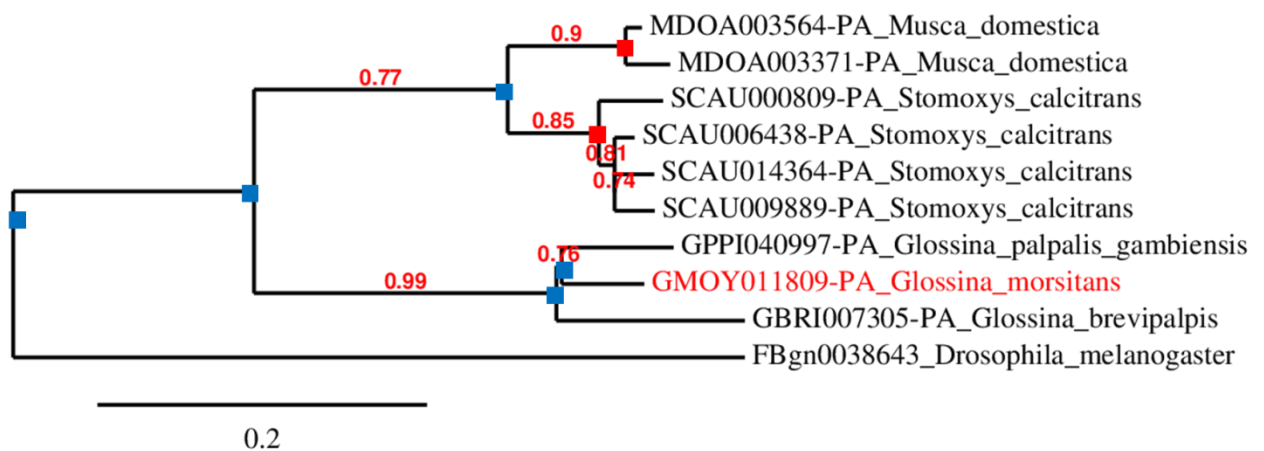 MDOA003564-PA_Musca_domestica
0.9
MDOA003371-PA_Musca_domestica
0.77
SCAU000809-PA_Stomoxys_calcitrans
0.85
SCAU006438-PA_Stomoxys_calcitrans
0.81
SCAU014364-PA_Stomoxys_calcitrans
0.74
SCAU009889-PA_Stomoxys_calcitrans
GPPI040997-PA_Glossina_palpalis_gambiensis
0.76
GMOY011809-PA_Glossina_morsitans
0.99
GBRI007305-PA_Glossina_brevipalpis
FBgn0038643_Drosophila_melanogaster
0.2